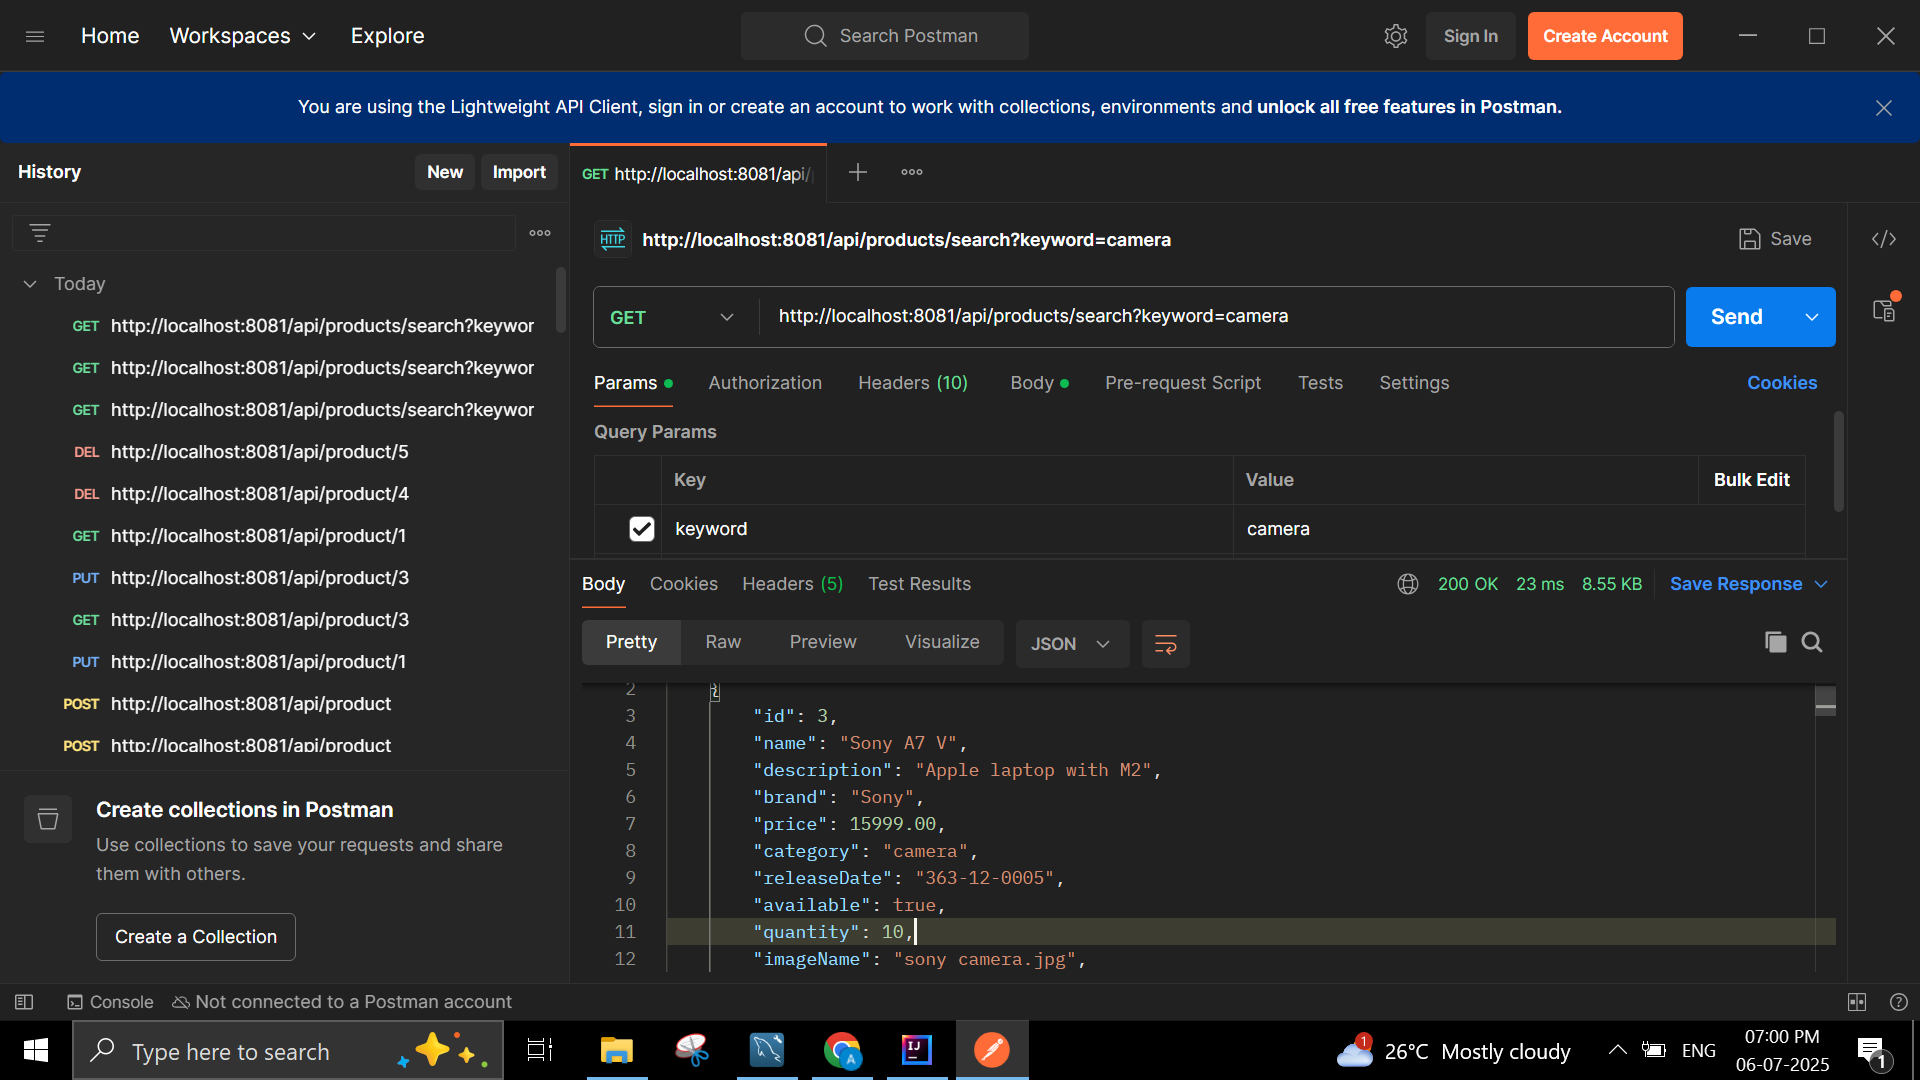 Home Workspaces Explore Search Postman Sign In Create Account
You are using the Lightweight API Client, sign in or create an account to work with collections, environments and unlock all free features in Postman.
History New Import
GET http://localhost:8081/api/
HTTP http://localhost:8081/api/products/search?keyword=camera Save
Today
GET http://localhost:8081/api/products/search?keywor
GET http://localhost:8081/api/products/search?keywor
GET http://localhost:8081/api/products/search?keywor
DEL http://localhost:8081/api/product/5
DEL http://localhost:8081/api/product/4
GET http://localhost:8081/api/product/1
PUT http://localhost:8081/api/product/3
GET http://localhost:8081/api/product/3
PUT http://localhost:8081/api/product/1
POST http://localhost:8081/api/product
POST http://localhost:8081/api/product
Create collections in Postman
Use collections to save your requests and share
them with others.
Create a Collection
GET http://localhost:8081/api/products/search?keyword=camera Send
Params Authorization Headers (10) Body Pre-request Script Tests Settings Cookies
Query Params
Key Value Bulk Edit
keyword camera
Body Cookies Headers (5) Test Results 200 OK 23 ms 8.55 KB Save Response
Pretty Raw Preview Visualize JSON
2 {
3 "id": 3,
4 "name": "Sony A7 V",
5 "description": "Apple laptop with M2",
6 "brand": "Sony",
7 "price": 15999.00,
8 "category": "camera",
9 "releaseDate": "363-12-0005",
10 "available": true,
11 "quantity": 10,
12 "imageName": "sony camera.jpg",
Console Not connected to a Postman account
Type here to search
A
IJ
1
26°C Mostly cloudy
ENG
07:00 PM
06-07-2025
1